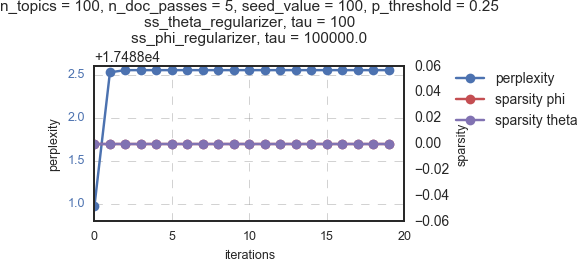 n_topics = 100, n_doc_passes = 5, seed_value = 100, p_threshold = 0.25
ss_theta_regularizer, tau = 100
ss_phi_regularizer, tau = 100000.0
+1.7488e4
2.5
2.0
1.5
1.0
perplexity
0
5
10
15
20
iterations
0.06
0.04
0.02
0.00
−0.02
−0.04
−0.06
sparsity
perplexity
sparsity phi
sparsity theta